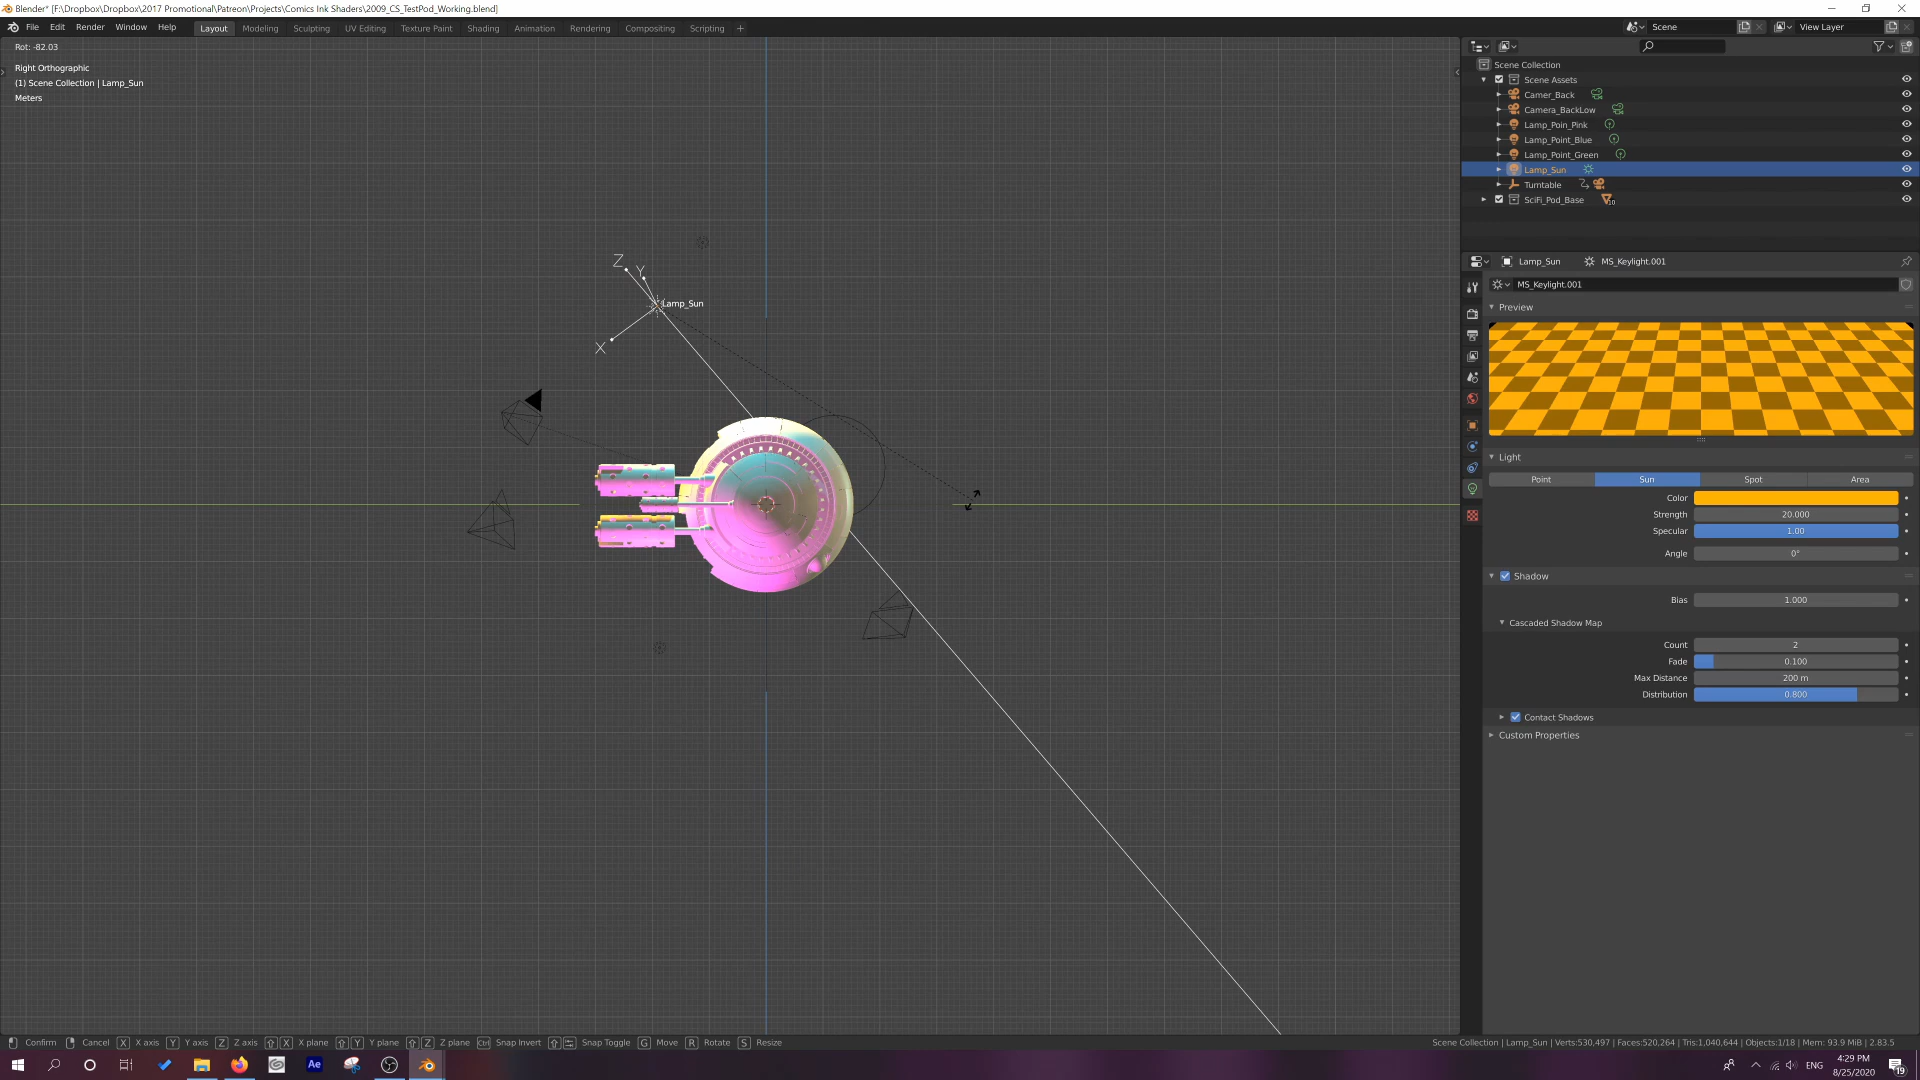 Blender* [F:\Dropbox\Dropbox\2017 Promotional\Patreon\Projects\Comics Ink Shaders\2009_CS_TestPod_Working.blend]
File Edit Render Window Help Layout Modeling Sculpting UV Editing Texture Paint Shading Animation Rendering Compositing Scripting + Scene View Layer
Rot: -82.03
Right Orthographic
(1) Scene Collection | Lamp_Sun
Meters
Z
Y
Lamp_Sun
X
Scene Collection
Scene Assets
Camer_Back
Camera_BackLow
Lamp_Poin_Pink
Lamp_Point_Blue
Lamp_Point_Green
Lamp_Sun
Turntable
SciFi_Pod_Base 10
Lamp_Sun MS_Keylight.001
MS_Keylight.001
Preview
Light
Point Sun Spot Area
Color
Strength 20.000
Specular 1.00
Angle 0°
Shadow
Bias 1.000
Cascaded Shadow Map
Count 2
Fade 0.100
Max Distance 200 m
Distribution 0.800
Contact Shadows
Custom Properties
Confirm Cancel X X axis Y Y axis Z Z axis X X plane Y Y plane Z Z plane Ctrl Snap Invert Snap Toggle G Move R Rotate S Resize
Scene Collection | Lamp_Sun | Verts:530,497 | Faces:520,264 | Tris:1,040,644 | Objects:1/18 | Mem: 93.9 MiB | 2.83.5
Ae
ENG
4:29 PM
8/25/2020
19